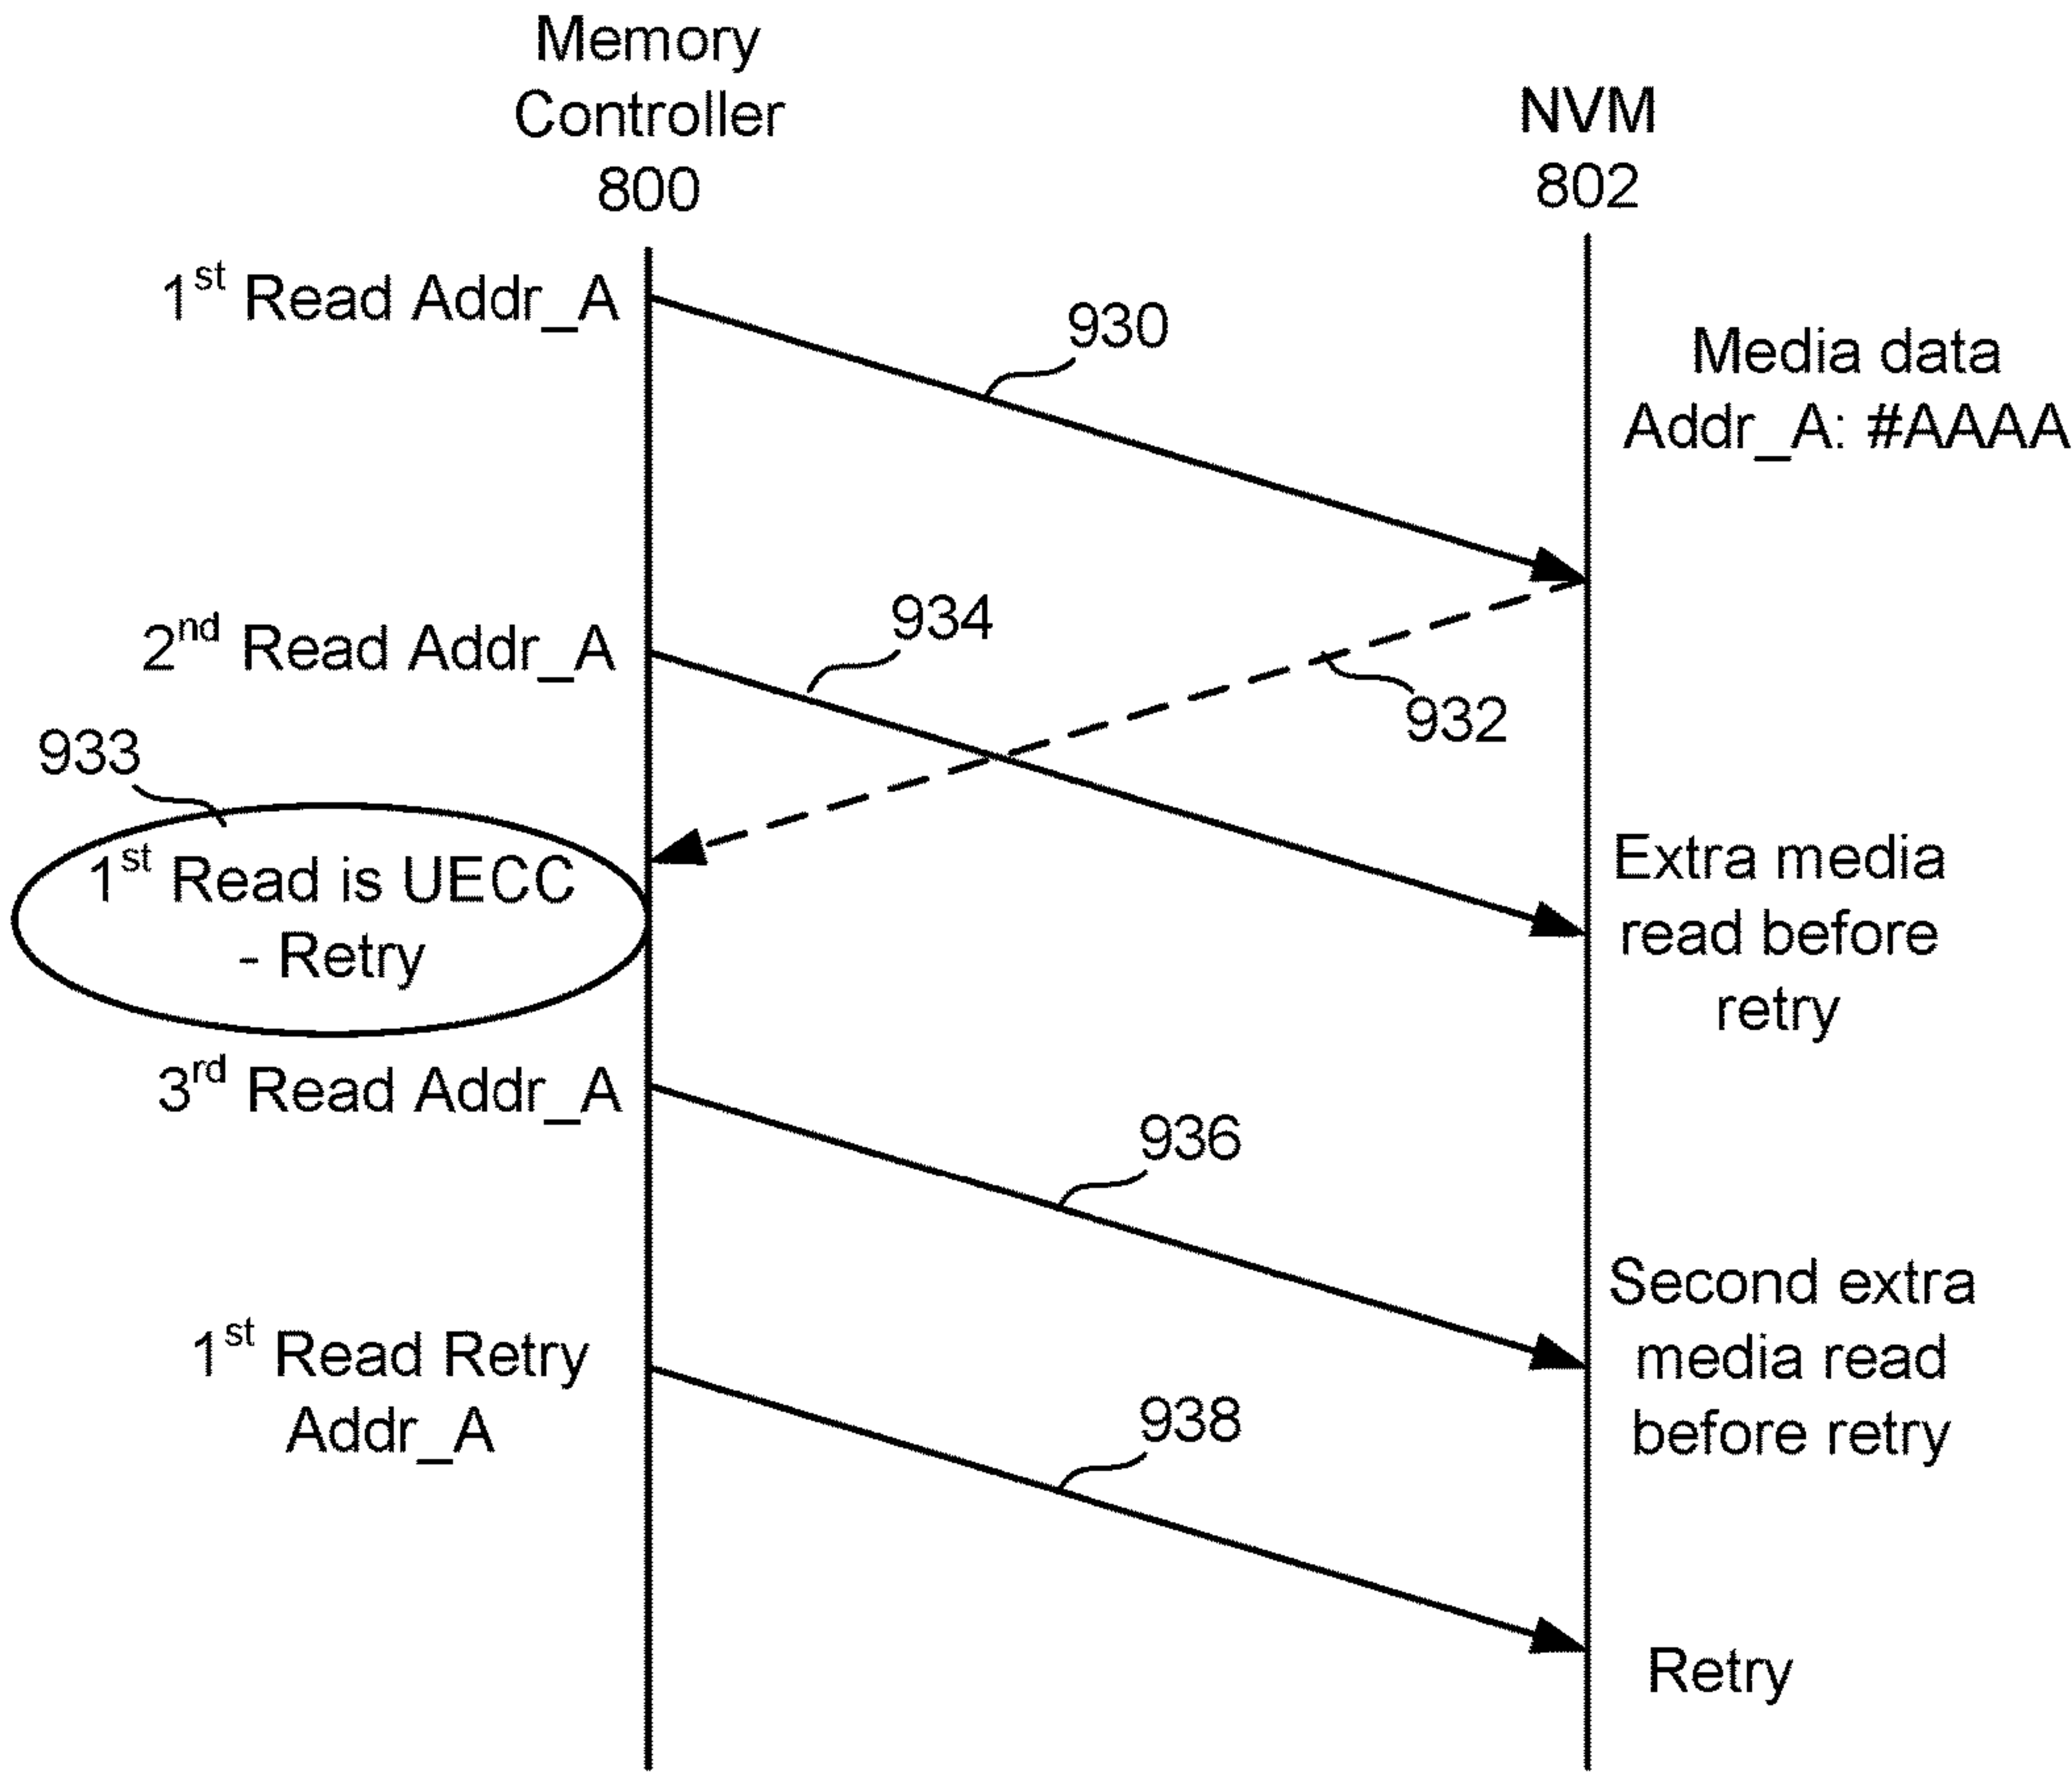 Memory
Controller
800
NVM
802
1st Read Addr_A
930
Media data
Addr_A: #AAAA
2nd Read Addr_A
934
932
933
1st Read is UECC
- Retry
Extra media
read before
retry
3rd Read Addr_A
936
Second extra
media read
before retry
1st Read Retry
Addr_A
938
Retry